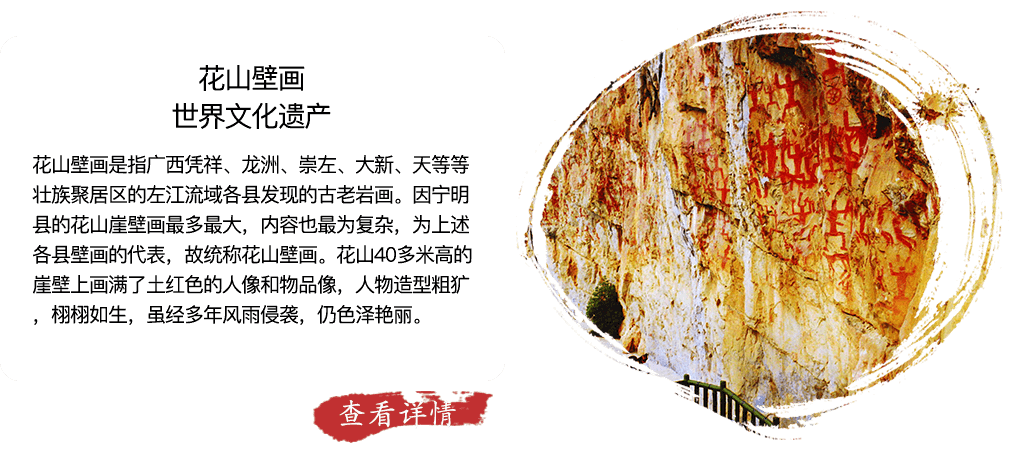 花山壁画
世界文化遗产
花山壁画是指广西凭祥、龙洲、崇左、大新、天等等
壮族聚居区的左江流域各县发现的古老岩画。因宁明
县的花山崖壁画最多最大，内容也最为复杂，为上述
各县壁画的代表，故统称花山壁画。花山40多米高的
崖壁上画满了土红色的人像和物品像，人物造型粗犷
，栩栩如生，虽经多年风雨侵袭，仍色泽艳丽。
查看详情